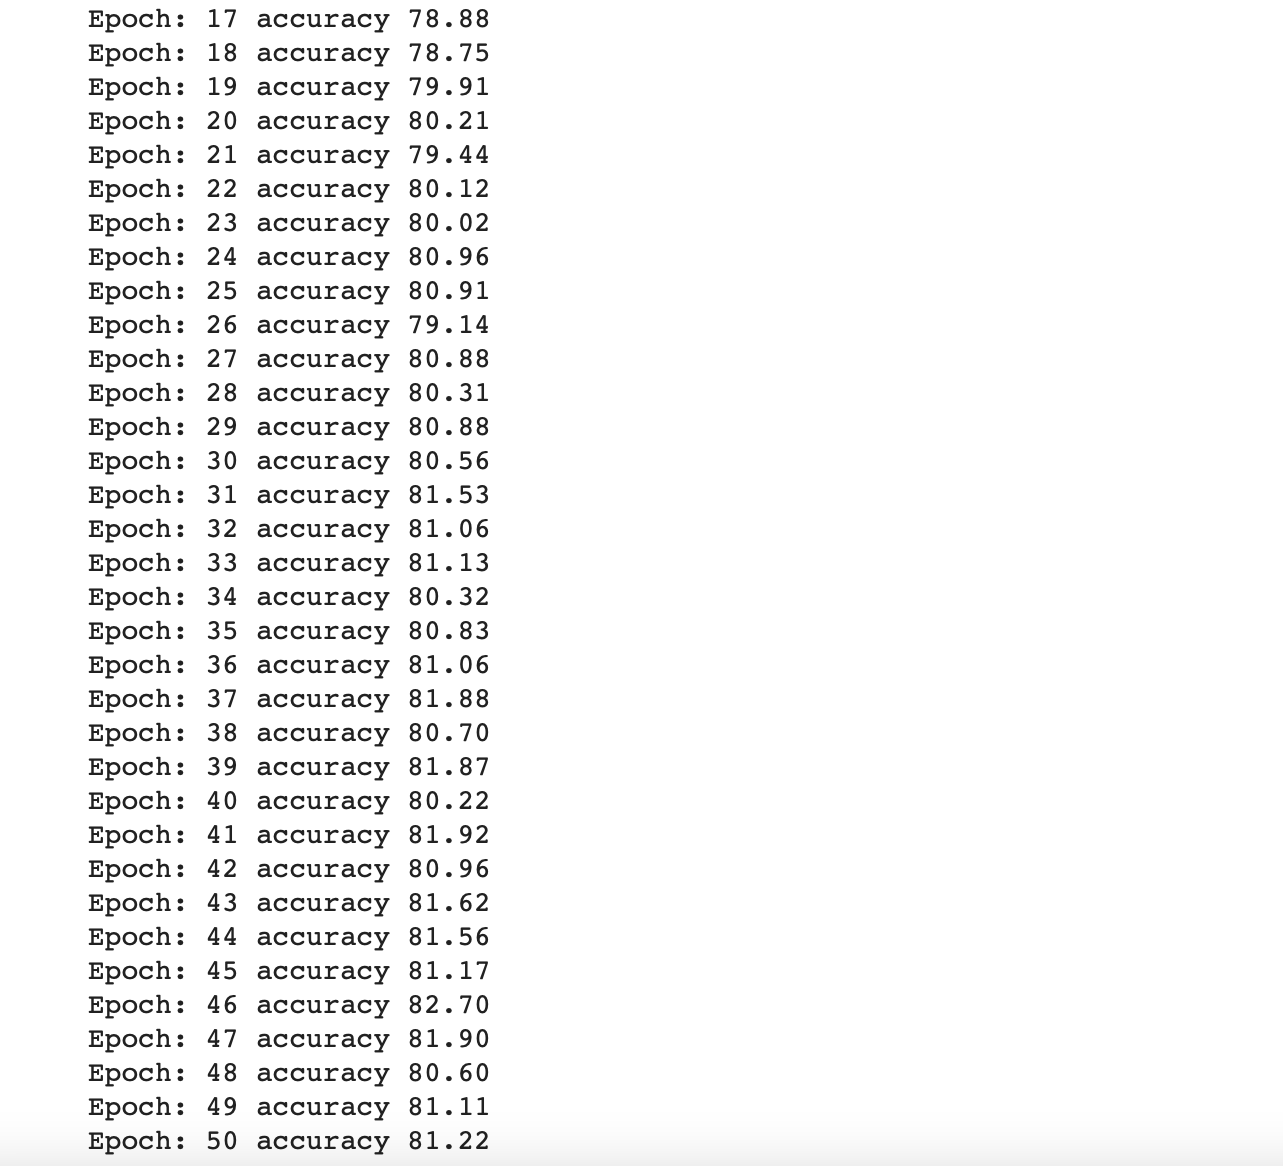 Epoch: 17 accuracy 78.88
Epoch: 18 accuracy 78.75
Epoch: 19 accuracy 79.91
Epoch: 20 accuracy 80.21
Epoch: 21 accuracy 79.44
Epoch: 22 accuracy 80.12
Epoch: 23 accuracy 80.02
Epoch: 24 accuracy 80.96
Epoch: 25 accuracy 80.91
Epoch: 26 accuracy 79.14
Epoch: 27 accuracy 80.88
Epoch: 28 accuracy 80.31
Epoch: 29 accuracy 80.88
Epoch: 30 accuracy 80.56
Epoch: 31 accuracy 81.53
Epoch: 32 accuracy 81.06
Epoch: 33 accuracy 81.13
Epoch: 34 accuracy 80.32
Epoch: 35 accuracy 80.83
Epoch: 36 accuracy 81.06
Epoch: 37 accuracy 81.88
Epoch: 38 accuracy 80.70
Epoch: 39 accuracy 81.87
Epoch: 40 accuracy 80.22
Epoch: 41 accuracy 81.92
Epoch: 42 accuracy 80.96
Epoch: 43 accuracy 81.62
Epoch: 44 accuracy 81.56
Epoch: 45 accuracy 81.17
Epoch: 46 accuracy 82.70
Epoch: 47 accuracy 81.90
Epoch: 48 accuracy 80.60
Epoch: 49 accuracy 81.11
Epoch: 50 accuracy 81.22